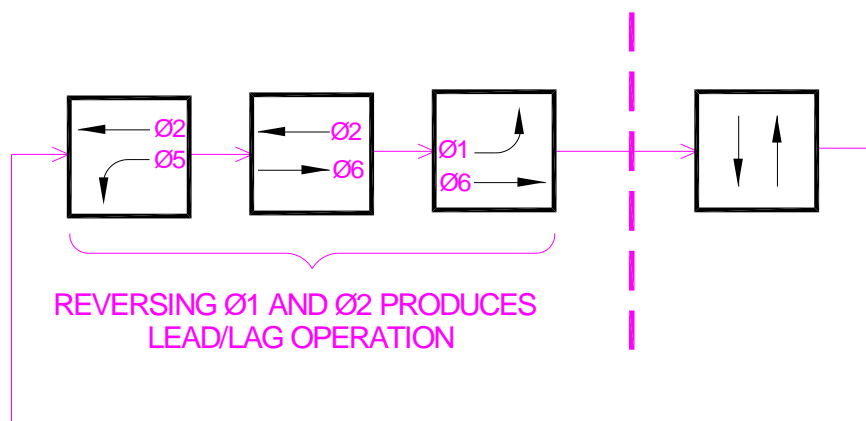 Ø2
Ø5
Ø2
Ø6
Ø1
Ø6
REVERSING Ø1 AND Ø2 PRODUCES
LEAD/LAG OPERATION